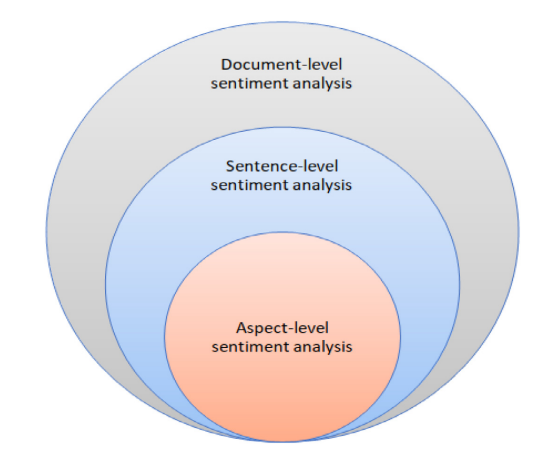 Document-level
sentiment analysis
Sentence-level
sentiment analysis
Aspect-level
sentiment analysis